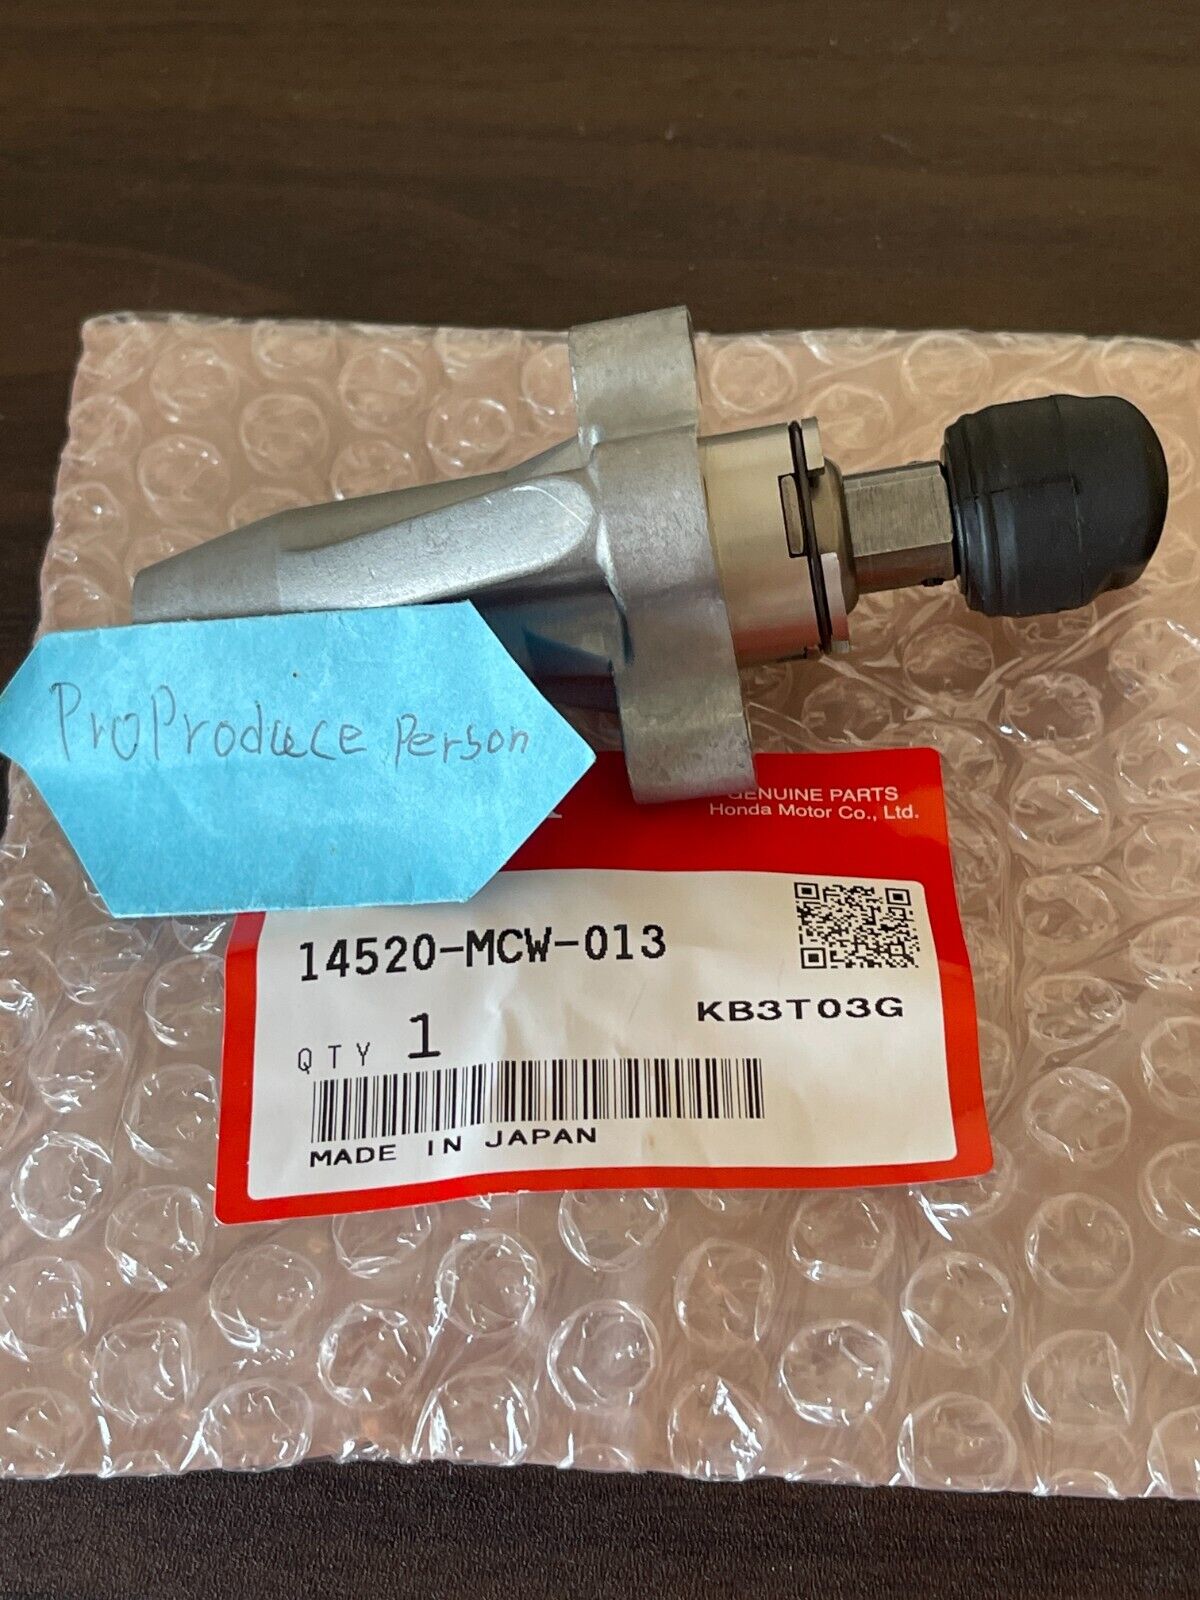 ProProduce Person
GENUINE PARTS
Honda Motor Co., Ltd.
14520-MCW-013
KB3T03G
QTY 1
MADE IN JAPAN